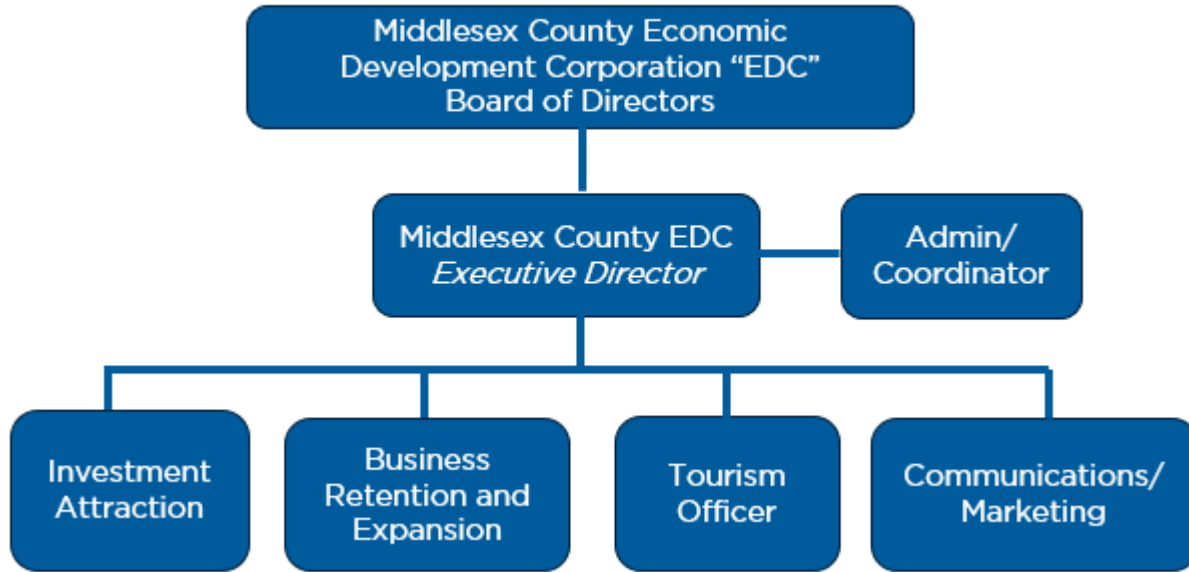 Middlesex County Economic
Development Corporation “EDC”
Board of Directors
Middlesex County EDC
Executive Director
Admin/
Coordinator
Investment
Attraction
Business
Retention and
Expansion
Tourism
Officer
Communications/
Marketing